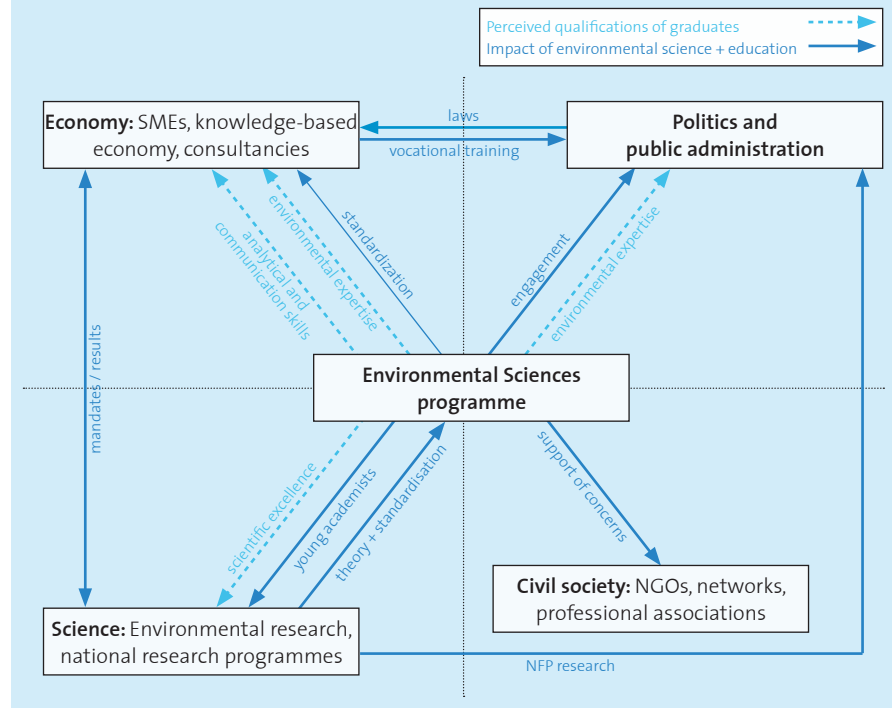 Perceived qualifications of graduates
Impact of environmental science + education
Economy: SMEs, knowledge-based
economy, consultancies
laws
vocational training
Politics and
public administration
analytical and
communication skills
environmental expertise
standardization
engagement
environmental expertise
mandates / results
Environmental Sciences
programme
scientific excellence
young academists
theory + standardisation
support of concerns
Civil society: NGOs, networks,
professional associations
Science: Environmental research,
national research programmes
NFP research